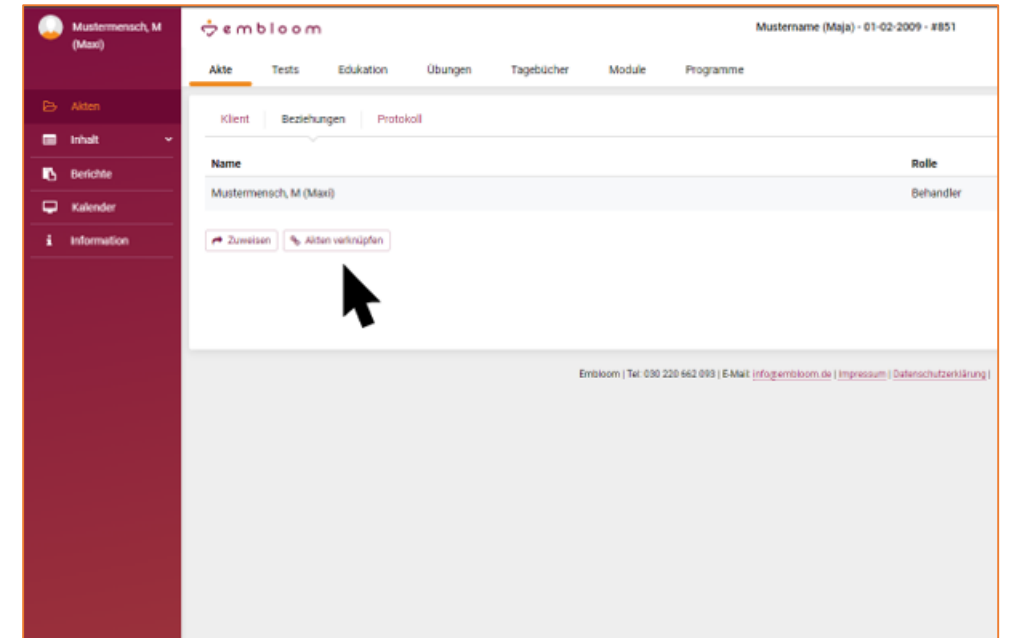 Mustermensch, M
(Maxi)
embloom
Mustername (Maja) - 01-02-2009 - #851
Akte Tests Edukation Übungen Tagebücher Module Programme
Akten
Inhalt
Berichte
Kalender
Information
Klient Beziehungen Protokoll
Name Rolle
Mustermensch, M (Maxi) Behandler
Zuweisen Akten verknüpfen
Embloom | Tel: 030 220 662 093 | E-Mail: info@embloom.de | Impressum | Datenschutzerklärung |